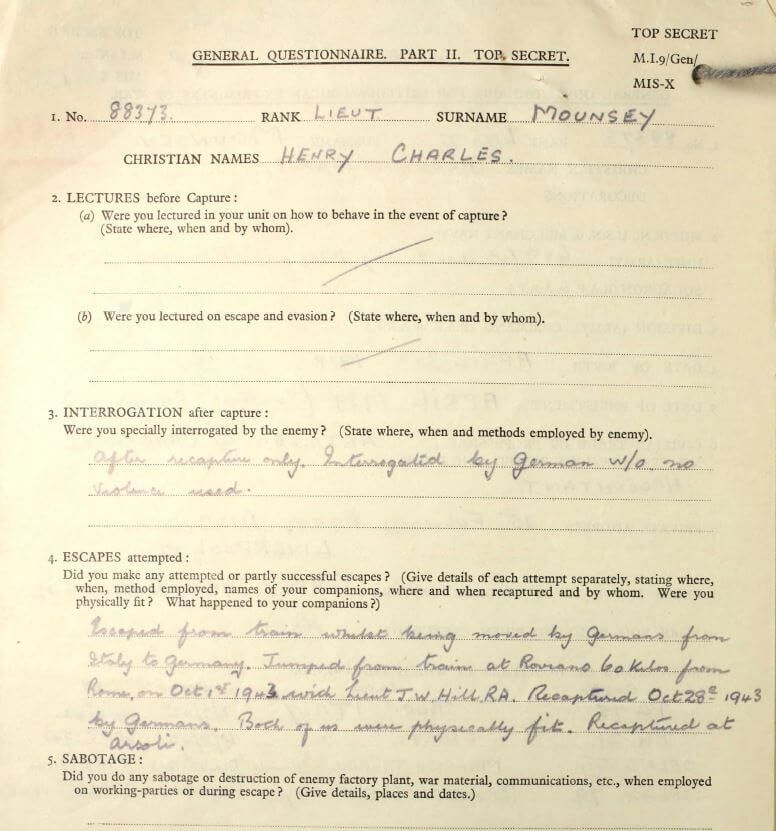 TOP SECRET
GENERAL QUESTIONNAIRE. PART II. TOP SECRET.
M.I.9/Gen/
MIS-X
1. No. 88373. RANK LIEUT SURNAME MOUNSEY
CHRISTIAN NAMES HENRY CHARLES.
2. LECTURES before Capture :
(a) Were you lectured in your unit on how to behave in the event of capture ?
(State where, when and by whom).
(b) Were you lectured on escape and evasion ? (State where, when and by whom).
3. INTERROGATION after capture :
Were you specially interrogated by the enemy ? (State where, when and methods employed by enemy).
After recapture only. Interrogated by German W/O no
violence used.
4. ESCAPES attempted :
Did you make any attempted or partly successful escapes ? (Give details of each attempt separately, stating where,
when, method employed, names of your companions, where and when recaptured and by whom. Were you
physically fit ? What happened to your companions ?)
Escaped from train whilst being moved by Germans from
Italy to Germany. Jumped from train at Roviano 60 Kilos from
Rome, on Oct 1st 1943 with Lieut J.W. Hill, RA. Recaptured Oct 28th 1943
by Germans. Both of us were physically fit. Recaptured at
arsoli.
5. SABOTAGE :
Did you do any sabotage or destruction of enemy factory plant, war material, communications, etc., when employed
on working-parties or during escape ? (Give details, places and dates.)